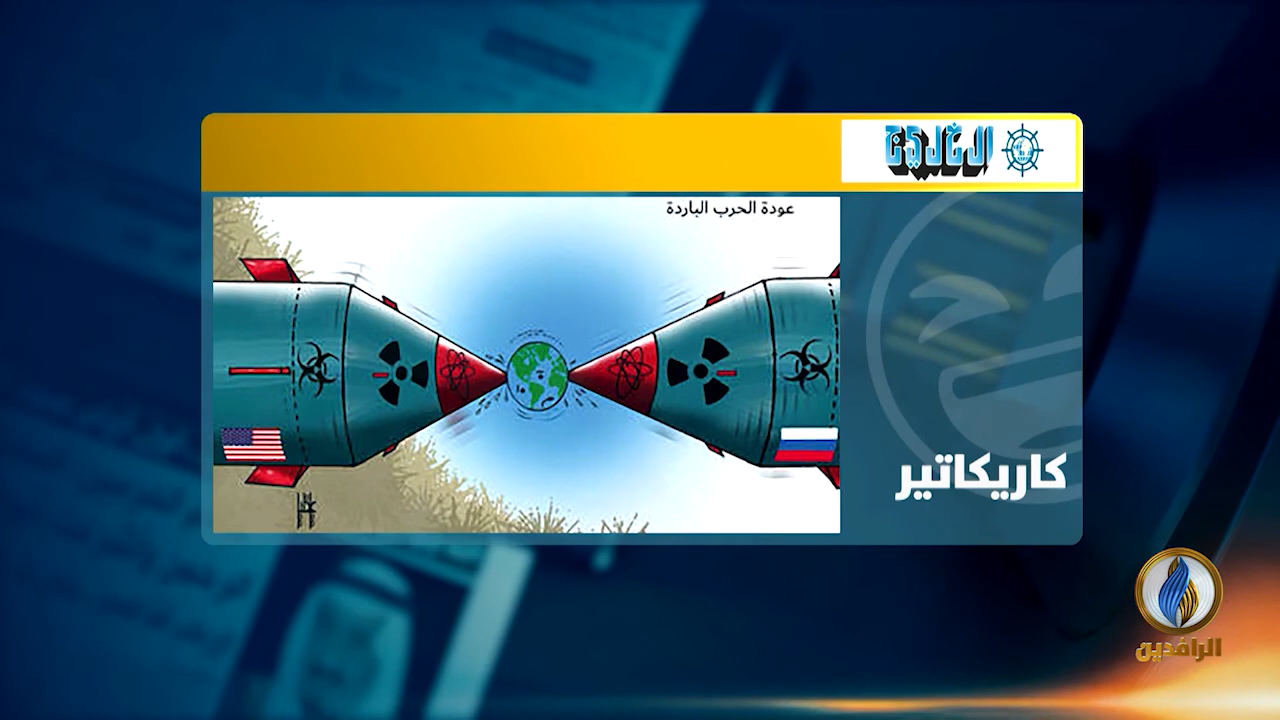 الخليج
عودة الحرب الباردة
كاريكاتير
الرافدين